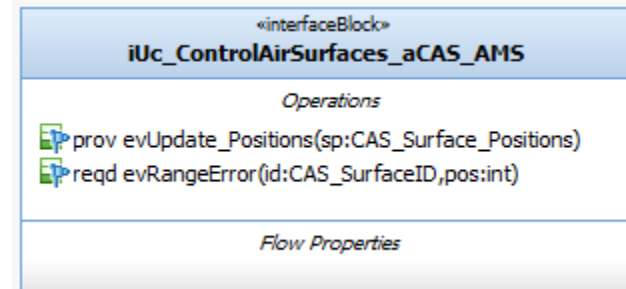 «interfaceBlock»
iUc_ControlAirSurfaces_aCAS_AMS
Operations
prov evUpdate_Positions(sp:CAS_Surface_Positions)
reqd evRangeError(id:CAS_SurfaceID,pos:int)
Flow Properties